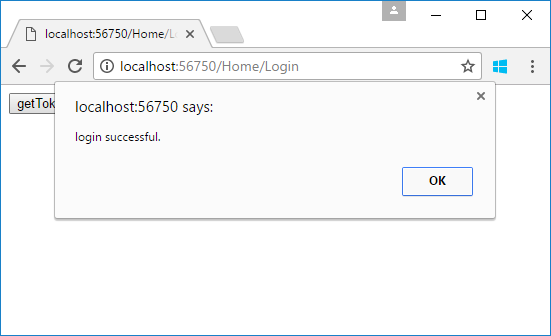 localhost:56750/Home/L
localhost:56750/Home/Login
getTok
localhost:56750 says:
login successful.
OK